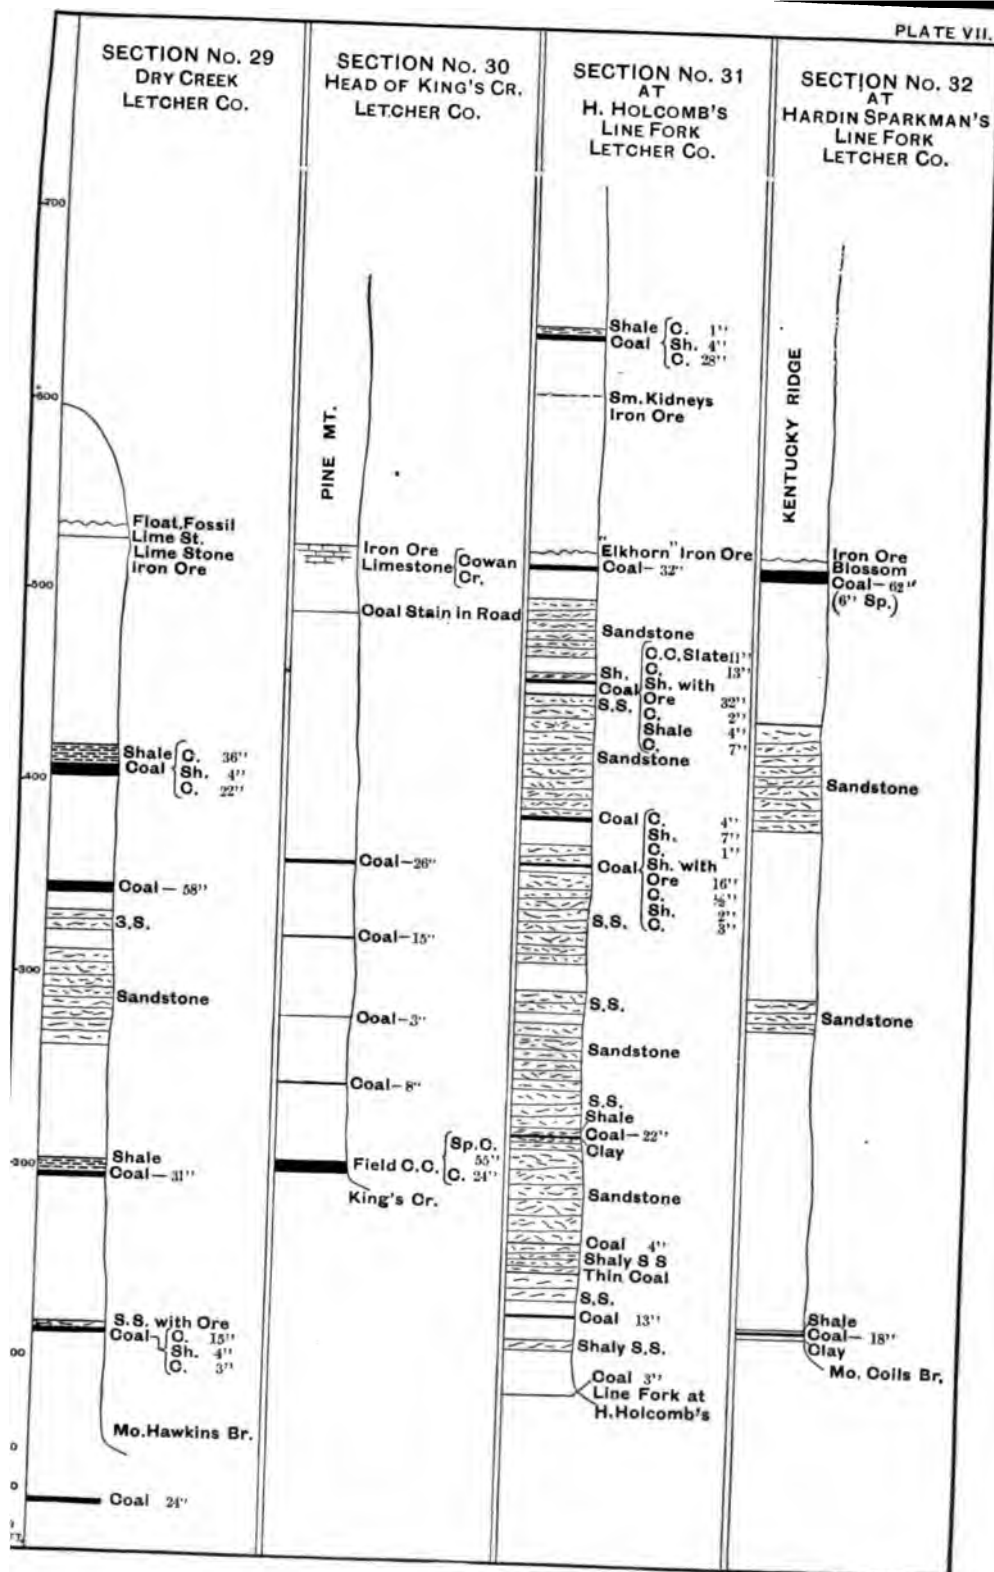 PLATE VII.
SECTION No. 29
DRY CREEK
LETCHER CO.
700
600
Float, Fossil
Lime St.
Lime Stone
Iron Ore
500
Shale
Coal
C. 36"
Sh. 4"
C. 22"
400
Coal — 58"
S.S.
300
Sandstone
Shale
200
Coal — 31"
S.S. with Ore
Coal
C. 15"
Sh. 4"
C. 3"
00
Mo. Hawkins Br.
Coal 24"
SECTION No. 30
HEAD OF KING'S CR.
LETCHER CO.
PINE MT.
Iron Ore
Limestone
Cowan
Cr.
Coal Stain in Road
Coal — 26"
Coal — 15"
Coal — 3"
Coal — 8"
Field C.C.
Sp. C.
55"
C. 24"
King's Cr.
SECTION No. 31
AT
H. HOLCOMB'S
LINE FORK
LETCHER CO.
Shale
Coal
C. 1"
Sh. 4"
C. 28"
Sm. Kidneys
Iron Ore
"Elkhorn" Iron Ore
Coal — 32"
Sandstone
Sh.
Coal
S.S.
C.C. Slate 11"
C. 13"
Sh. with
Ore 32"
C. 2"
Shale 4"
C. 7"
Sandstone
Coal
C. 4"
Sh. 7"
C. 1"
Coal
Sh. with
Ore 16"
C. ½"
Sh. 2"
C. 3"
S.S.
S.S.
Sandstone
S.S.
Shale
Coal — 22"
Clay
Sandstone
Coal 4"
Shaly S S
Thin Coal
S.S.
Coal 13"
Shaly S.S.
Coal 3"
Line Fork at
H. Holcomb's
SECTION No. 32
AT
HARDIN SPARKMAN'S
LINE FORK
LETCHER CO.
KENTUCKY RIDGE
Iron Ore
Blossom
Coal — 62"
(6" Sp.)
Sandstone
Sandstone
Shale
Coal — 18"
Clay
Mo. Coils Br.